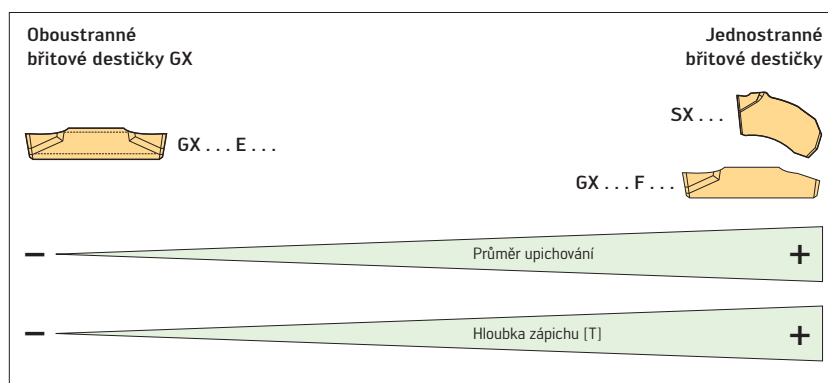 Oboustranné
břitové destičky GX
Jednostranné
břitové destičky
SX . . .
GX . . . E . . .
GX . . . F . . .
– Průměr upichování +
– Hloubka zápichu [T] +